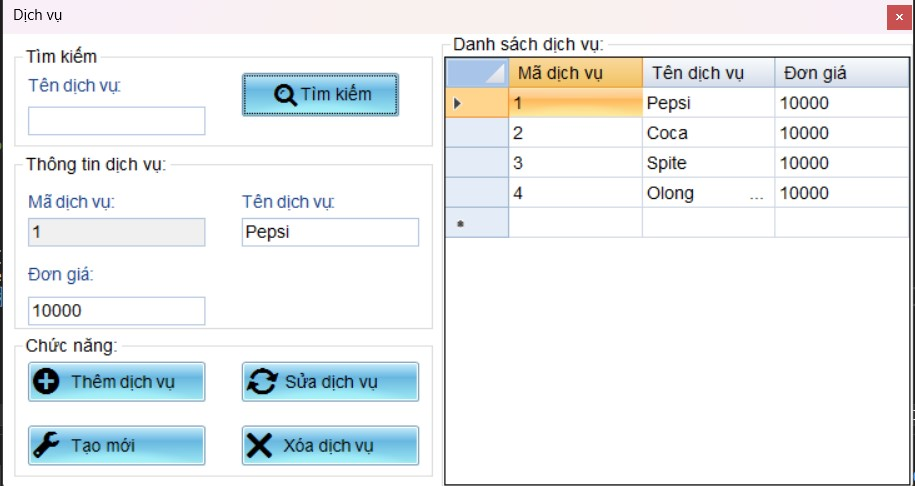 Dịch vụ
Tìm kiếm
Tên dịch vụ:
Tìm kiếm
Thông tin dịch vụ:
Mã dịch vụ:
Tên dịch vụ:
1
Pepsi
Đơn giá:
10000
Chức năng:
Thêm dịch vụ
Sửa dịch vụ
Tạo mới
Xóa dịch vụ
Danh sách dịch vụ:
Mã dịch vụ Tên dịch vụ Đơn giá
1 Pepsi 10000
2 Coca 10000
3 Spite 10000
4 Olong ... 10000